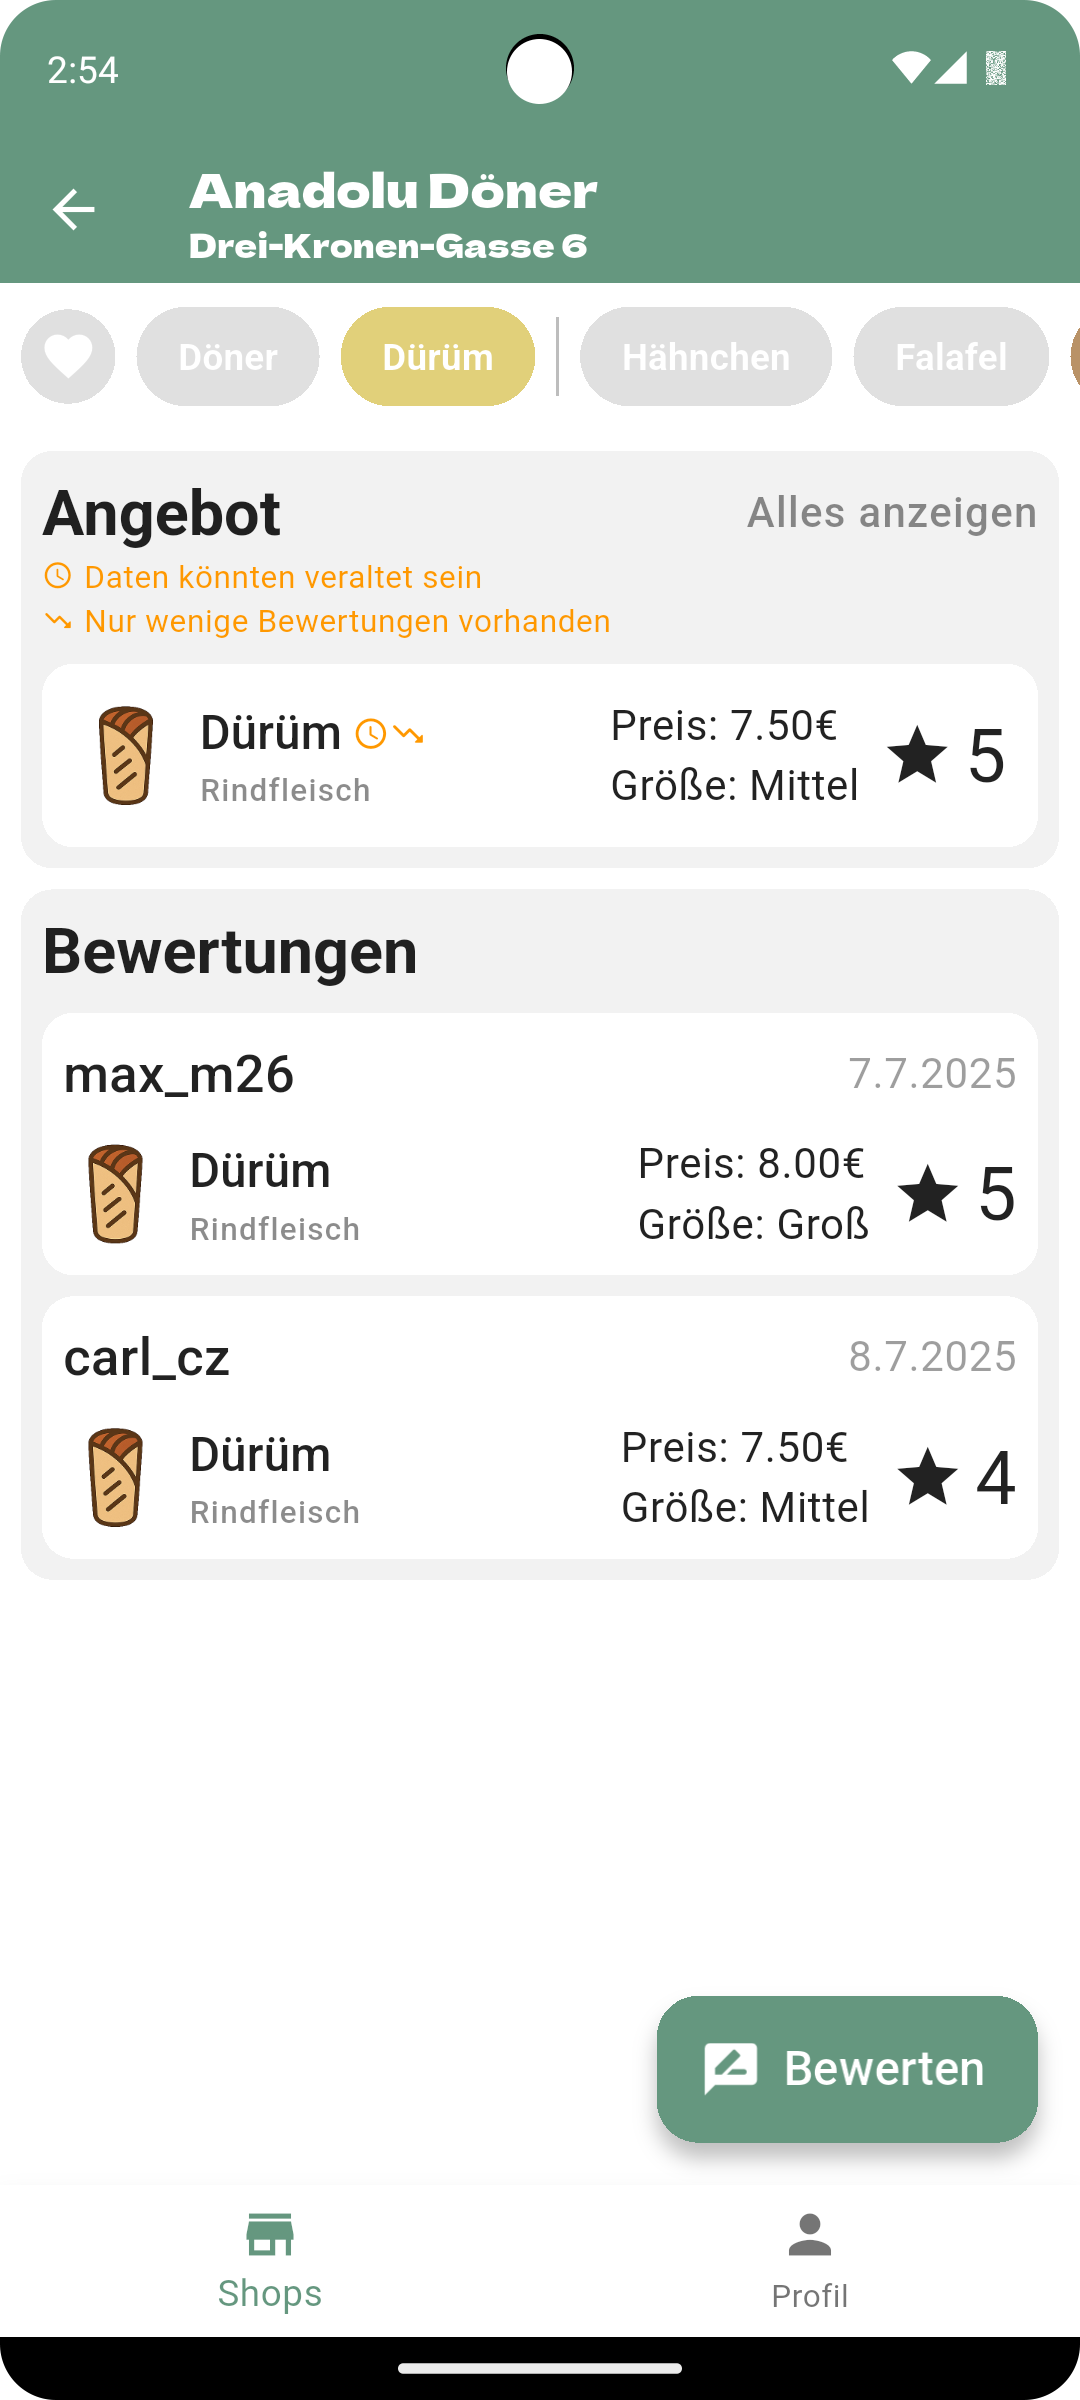 2:54
Anadolu Döner
Drei-Kronen-Gasse 6
Döner
Dürüm
Hähnchen
Falafel
Angebot
Alles anzeigen
Daten könnten veraltet sein
Nur wenige Bewertungen vorhanden
Dürüm
Rindfleisch
Preis: 7.50€
Größe: Mittel
5
Bewertungen
max_m26
7.7.2025
Dürüm
Rindfleisch
Preis: 8.00€
Größe: Groß
5
carl_cz
8.7.2025
Dürüm
Rindfleisch
Preis: 7.50€
Größe: Mittel
4
Bewerten
Shops
Profil